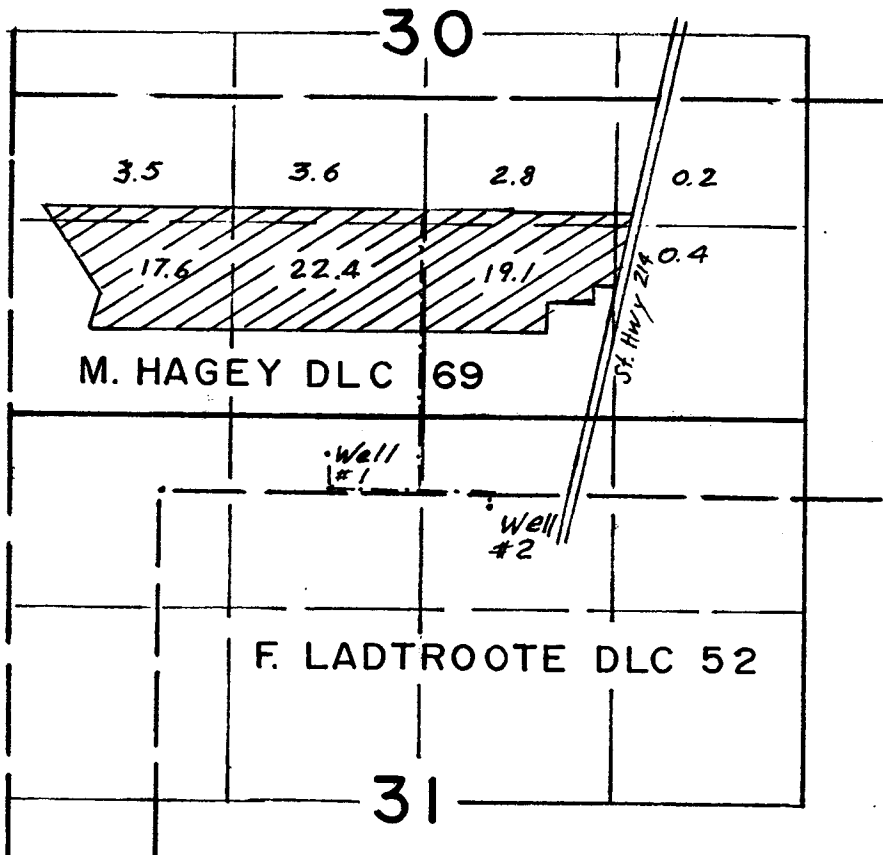 30
3.5 3.6 2.8 0.2
17.6 22.4 19.1 0.4
St. Hwy 214
M. HAGEY DLC 69
Well
#1
Well
#2
F. LADTROOTE DLC 52
31